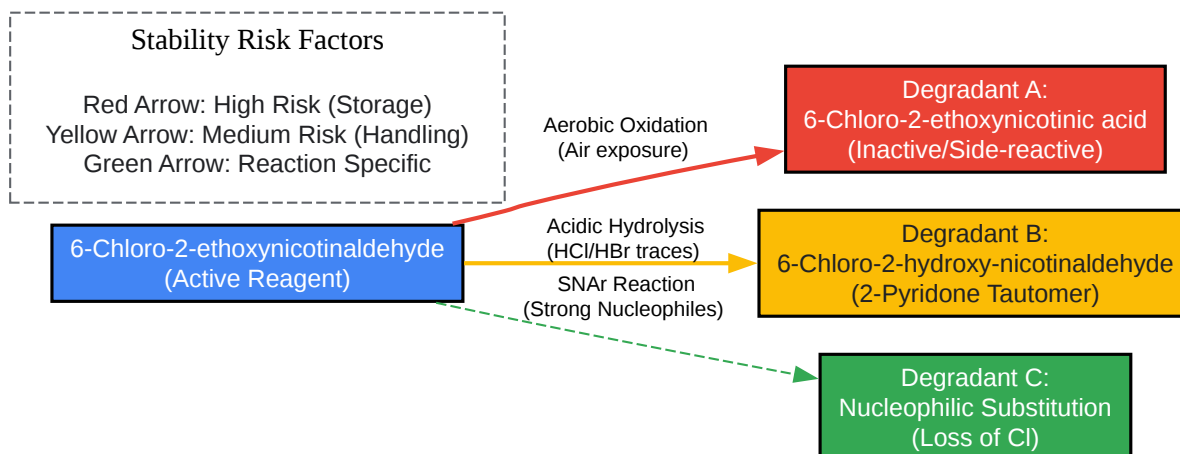 Stability Risk Factors
Red Arrow: High Risk (Storage)
Yellow Arrow: Medium Risk (Handling)
Green Arrow: Reaction Specific
6-Chloro-2-ethoxynicotinaldehyde
(Active Reagent)
Aerobic Oxidation
(Air exposure)
Acidic Hydrolysis
(HCl/HBr traces)
SNAr Reaction
(Strong Nucleophiles)
Degradant A:
6-Chloro-2-ethoxynicotinic acid
(Inactive/Side-reactive)
Degradant B:
6-Chloro-2-hydroxy-nicotinaldehyde
(2-Pyridone Tautomer)
Degradant C:
Nucleophilic Substitution
(Loss of Cl)